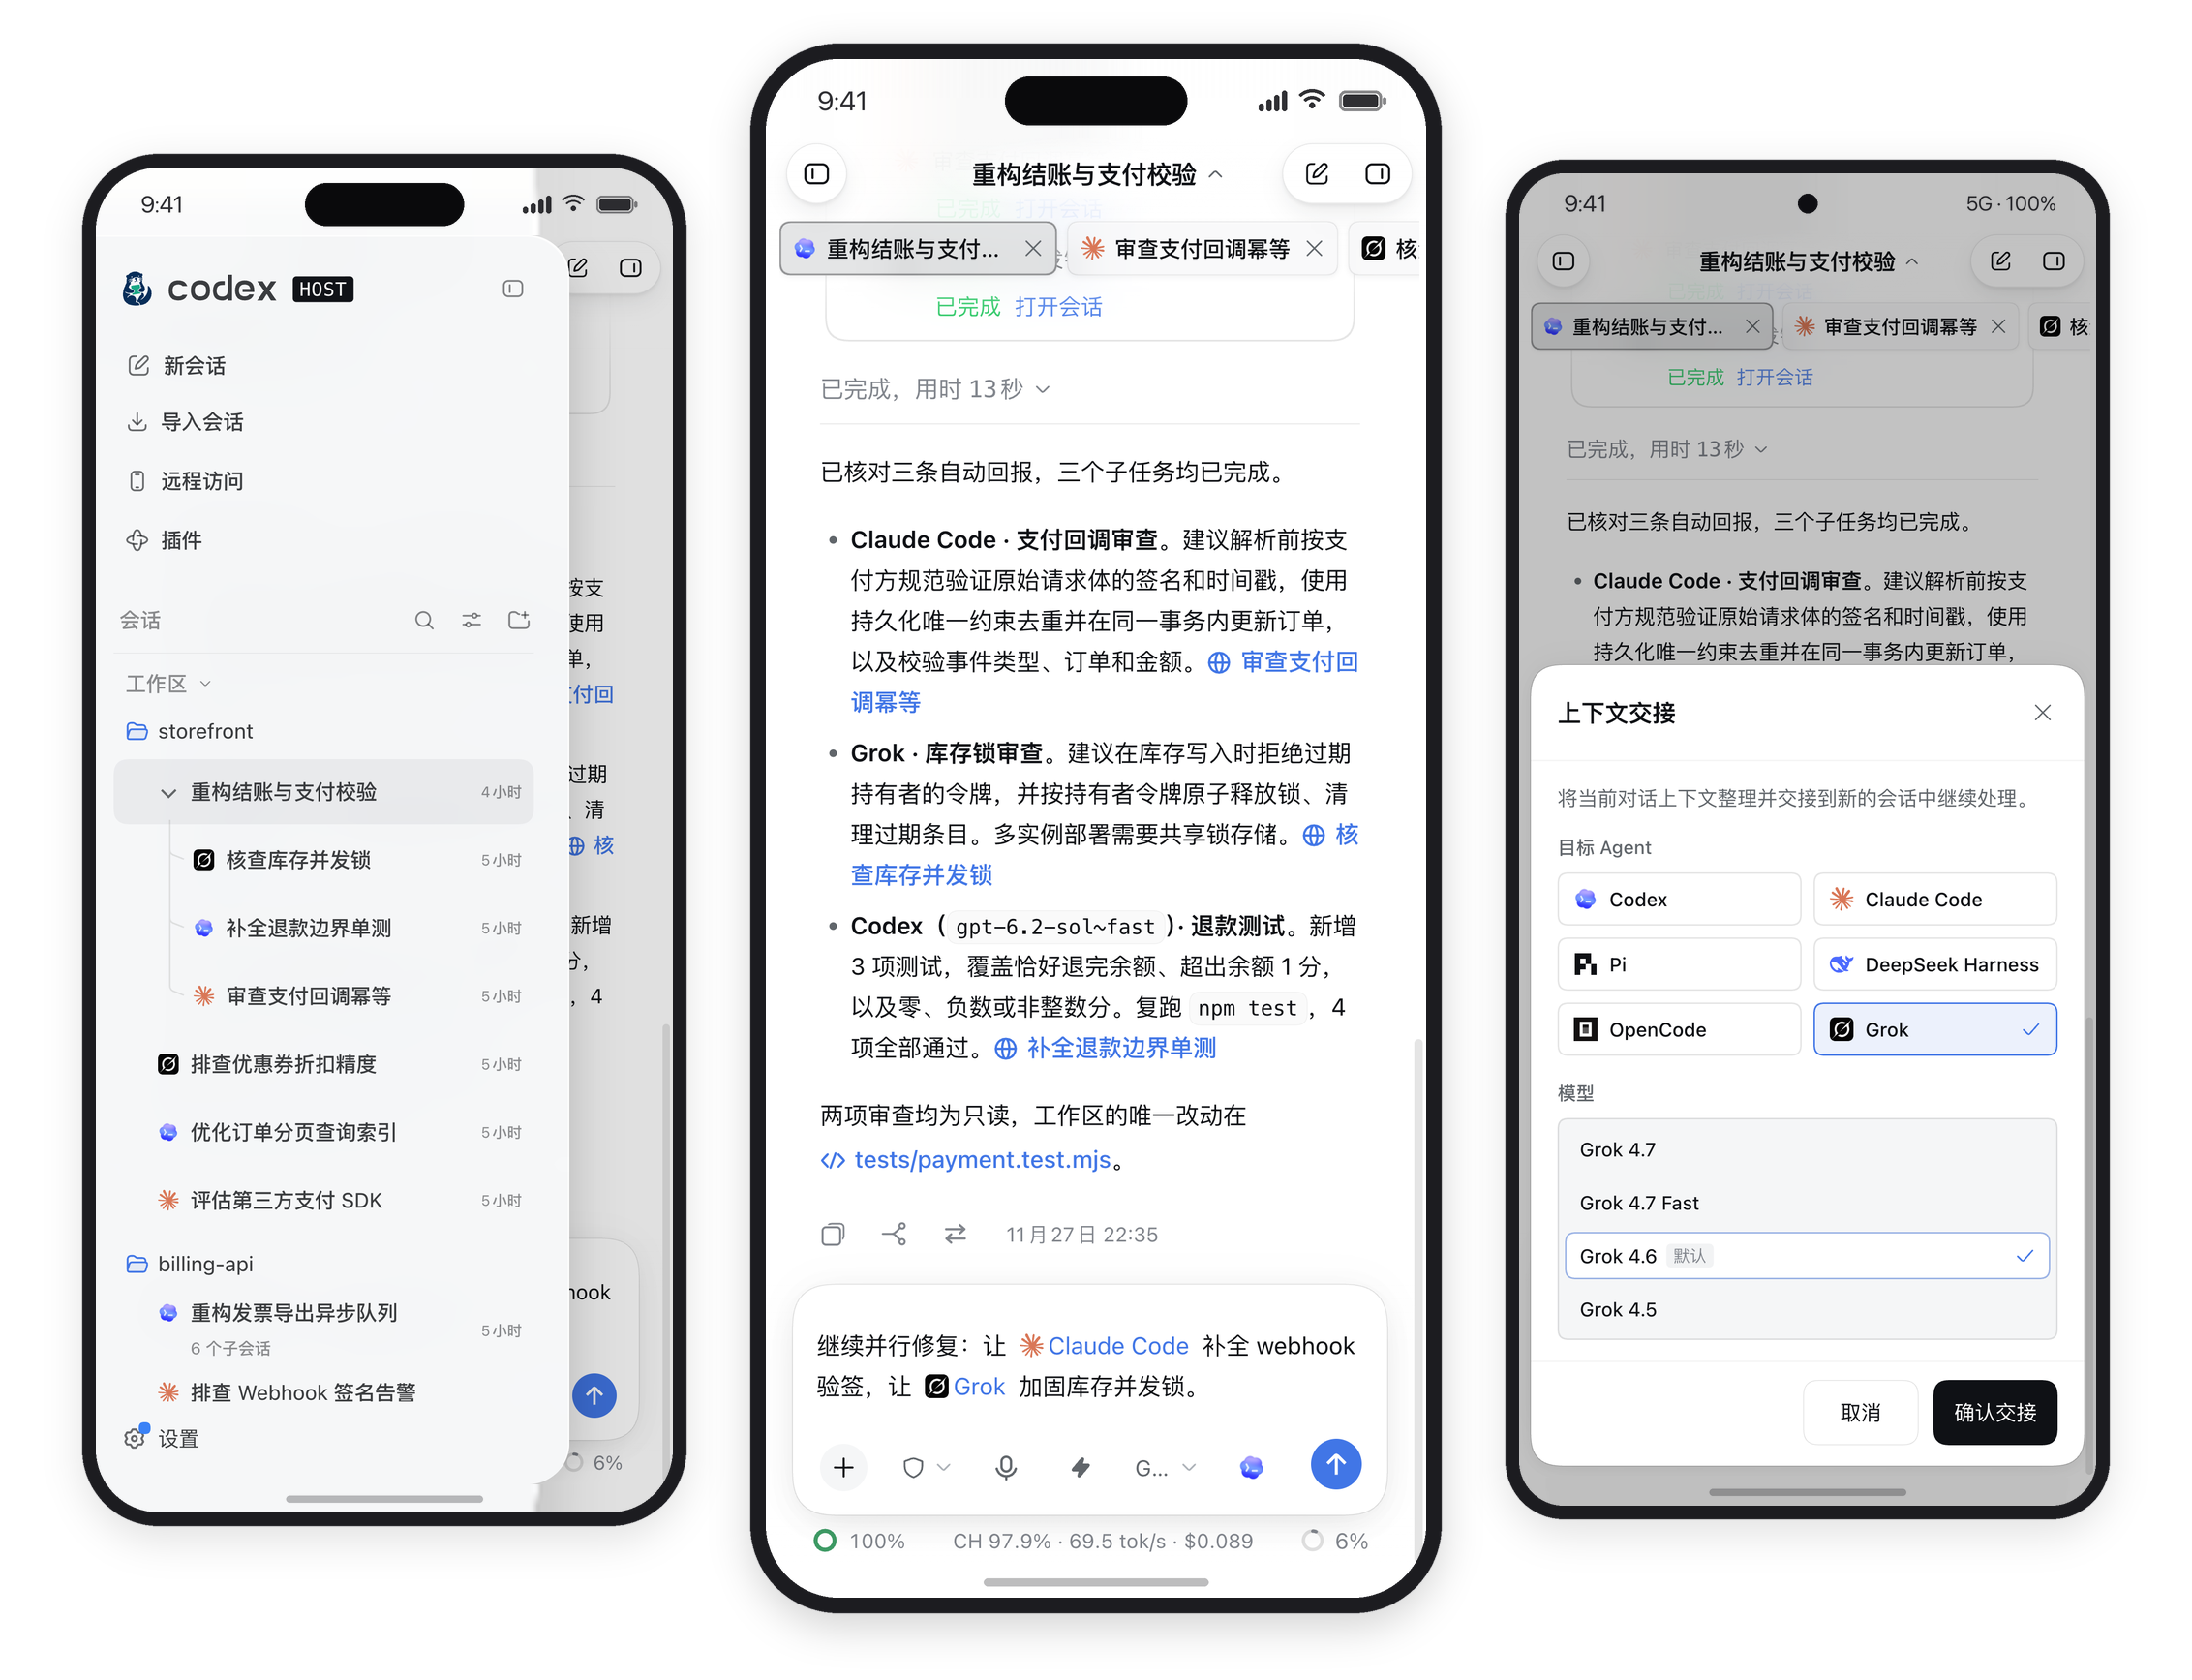 9:41
codex HOST
新会话
导入会话
远程访问
插件
会话
工作区
storefront
重构结账与支付校验 4小时
核查库存并发锁 5小时
补全退款边界单测 5小时
审查支付回调幂等 5小时
排查优惠券折扣精度 5小时
优化订单分页查询索引 5小时
评估第三方支付 SDK 5小时
billing-api
重构发票导出异步队列 5小时
6 个子会话
排查 Webhook 签名告警
设置
按支
使用
单，
付回
过期
、清
核
新增
分，
，4
hook
6%
9:41
重构结账与支付校验
已完成 打开会话
重构结账与支付... 审查支付回调幂等 核
已完成 打开会话
已完成，用时 13秒
已核对三条自动回报，三个子任务均已完成。
• Claude Code · 支付回调审查。建议解析前按支
付方规范验证原始请求体的签名和时间戳，使用
持久化唯一约束去重并在同一事务内更新订单，
以及校验事件类型、订单和金额。 审查支付回
调幂等
• Grok · 库存锁审查。建议在库存写入时拒绝过期
持有者的令牌，并按持有者令牌原子释放锁、清
理过期条目。多实例部署需要共享锁存储。 核
查库存并发锁
• Codex（gpt-6.2-sol~fast）· 退款测试。新增
3 项测试，覆盖恰好退完余额、超出余额 1 分，
以及零、负数或非整数分。复跑 npm test，4
项全部通过。 补全退款边界单测
两项审查均为只读，工作区的唯一改动在
</> tests/payment.test.mjs。
11月27日 22:35
继续并行修复：让 Claude Code 补全 webhook
验签，让 Grok 加固库存并发锁。
G...
100% CH 97.9% · 69.5 tok/s · $0.089 6%
9:41 5G · 100%
重构结账与支付校验
重构结账与支付... 审查支付回调幂等 核
已完成 打开会话
已完成，用时 13秒
已核对三条自动回报，三个子任务均已完成。
• Claude Code · 支付回调审查。建议解析前按支
付方规范验证原始请求体的签名和时间戳，使用
持久化唯一约束去重并在同一事务内更新订单，
上下文交接
将当前对话上下文整理并交接到新的会话中继续处理。
目标 Agent
Codex Claude Code
Pi DeepSeek Harness
OpenCode Grok
模型
Grok 4.7
Grok 4.7 Fast
Grok 4.6 默认
Grok 4.5
取消 确认交接